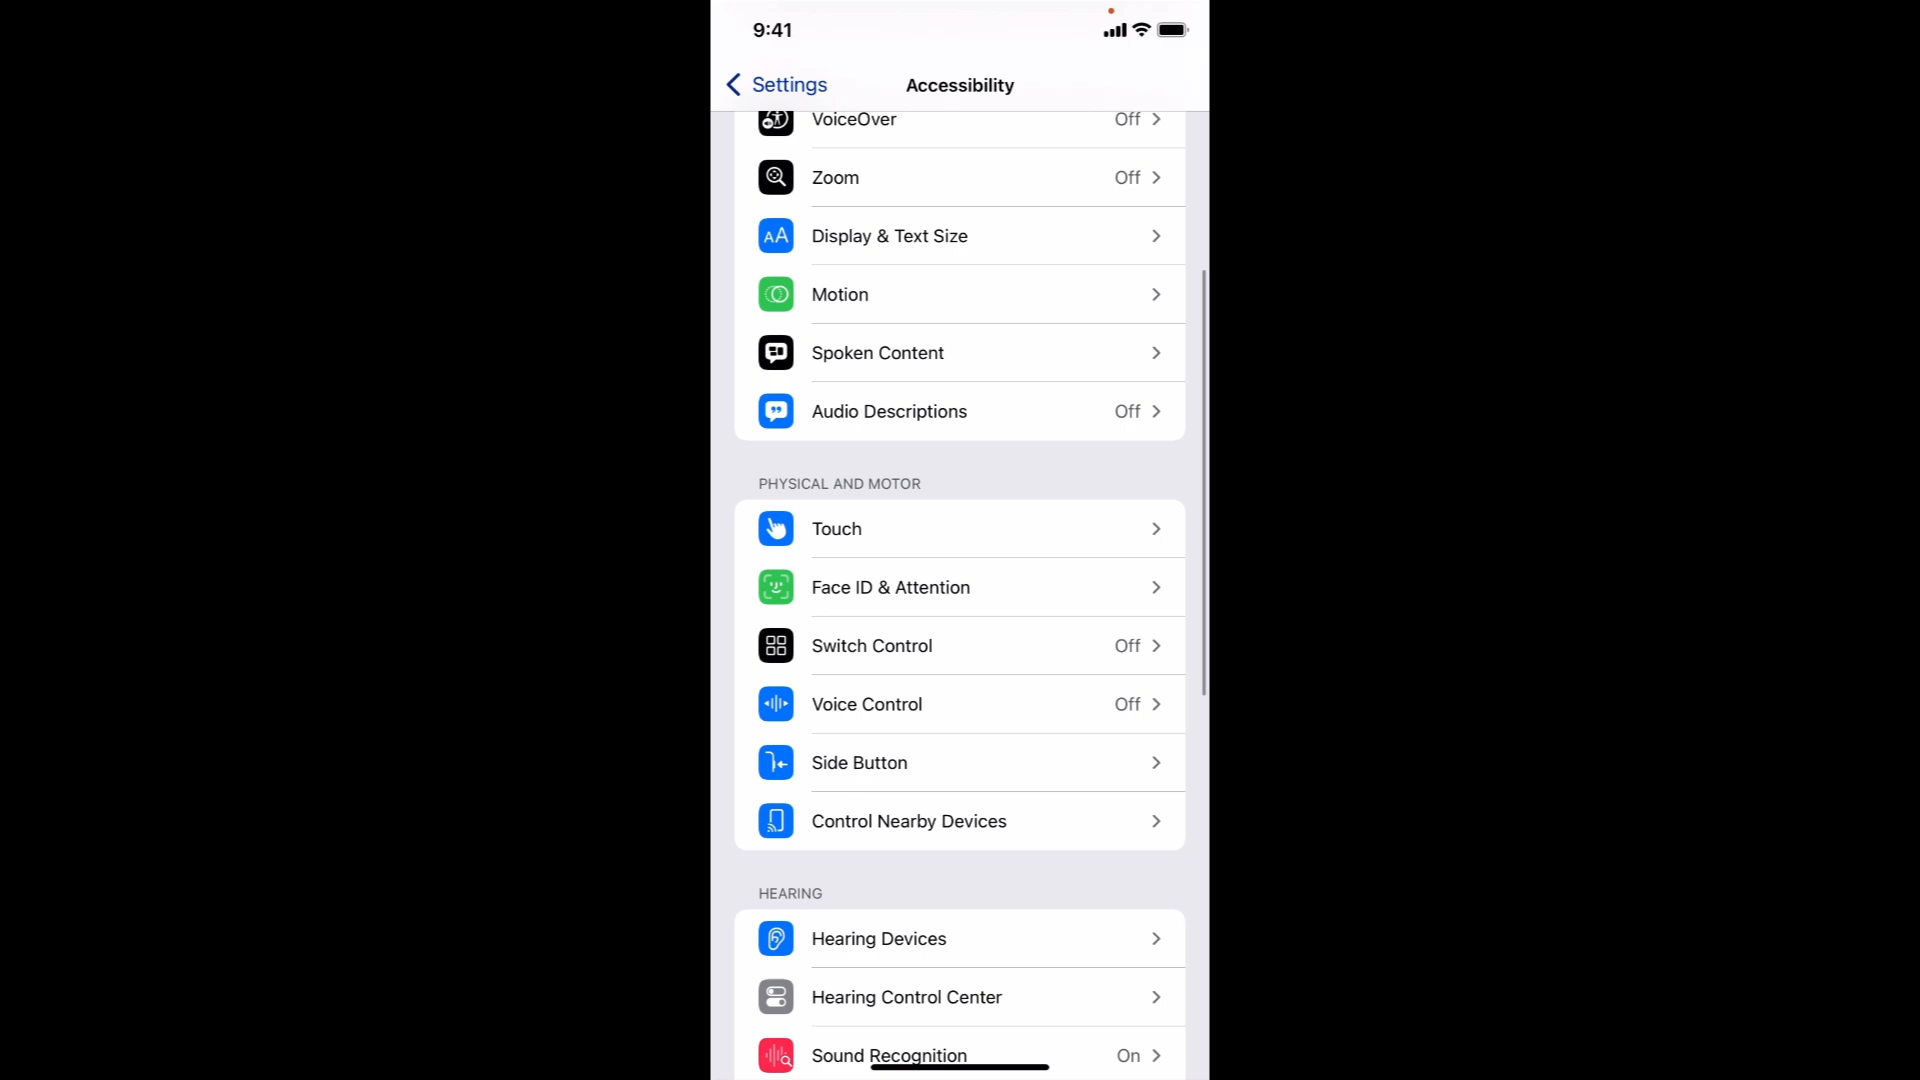 9:41
Settings
Accessibility
VoiceOver Off
Zoom Off
AA Display & Text Size
Motion
Spoken Content
Audio Descriptions Off
PHYSICAL AND MOTOR
Touch
Face ID & Attention
Switch Control Off
Voice Control Off
Side Button
Control Nearby Devices
HEARING
Hearing Devices
Hearing Control Center
Sound Recognition On